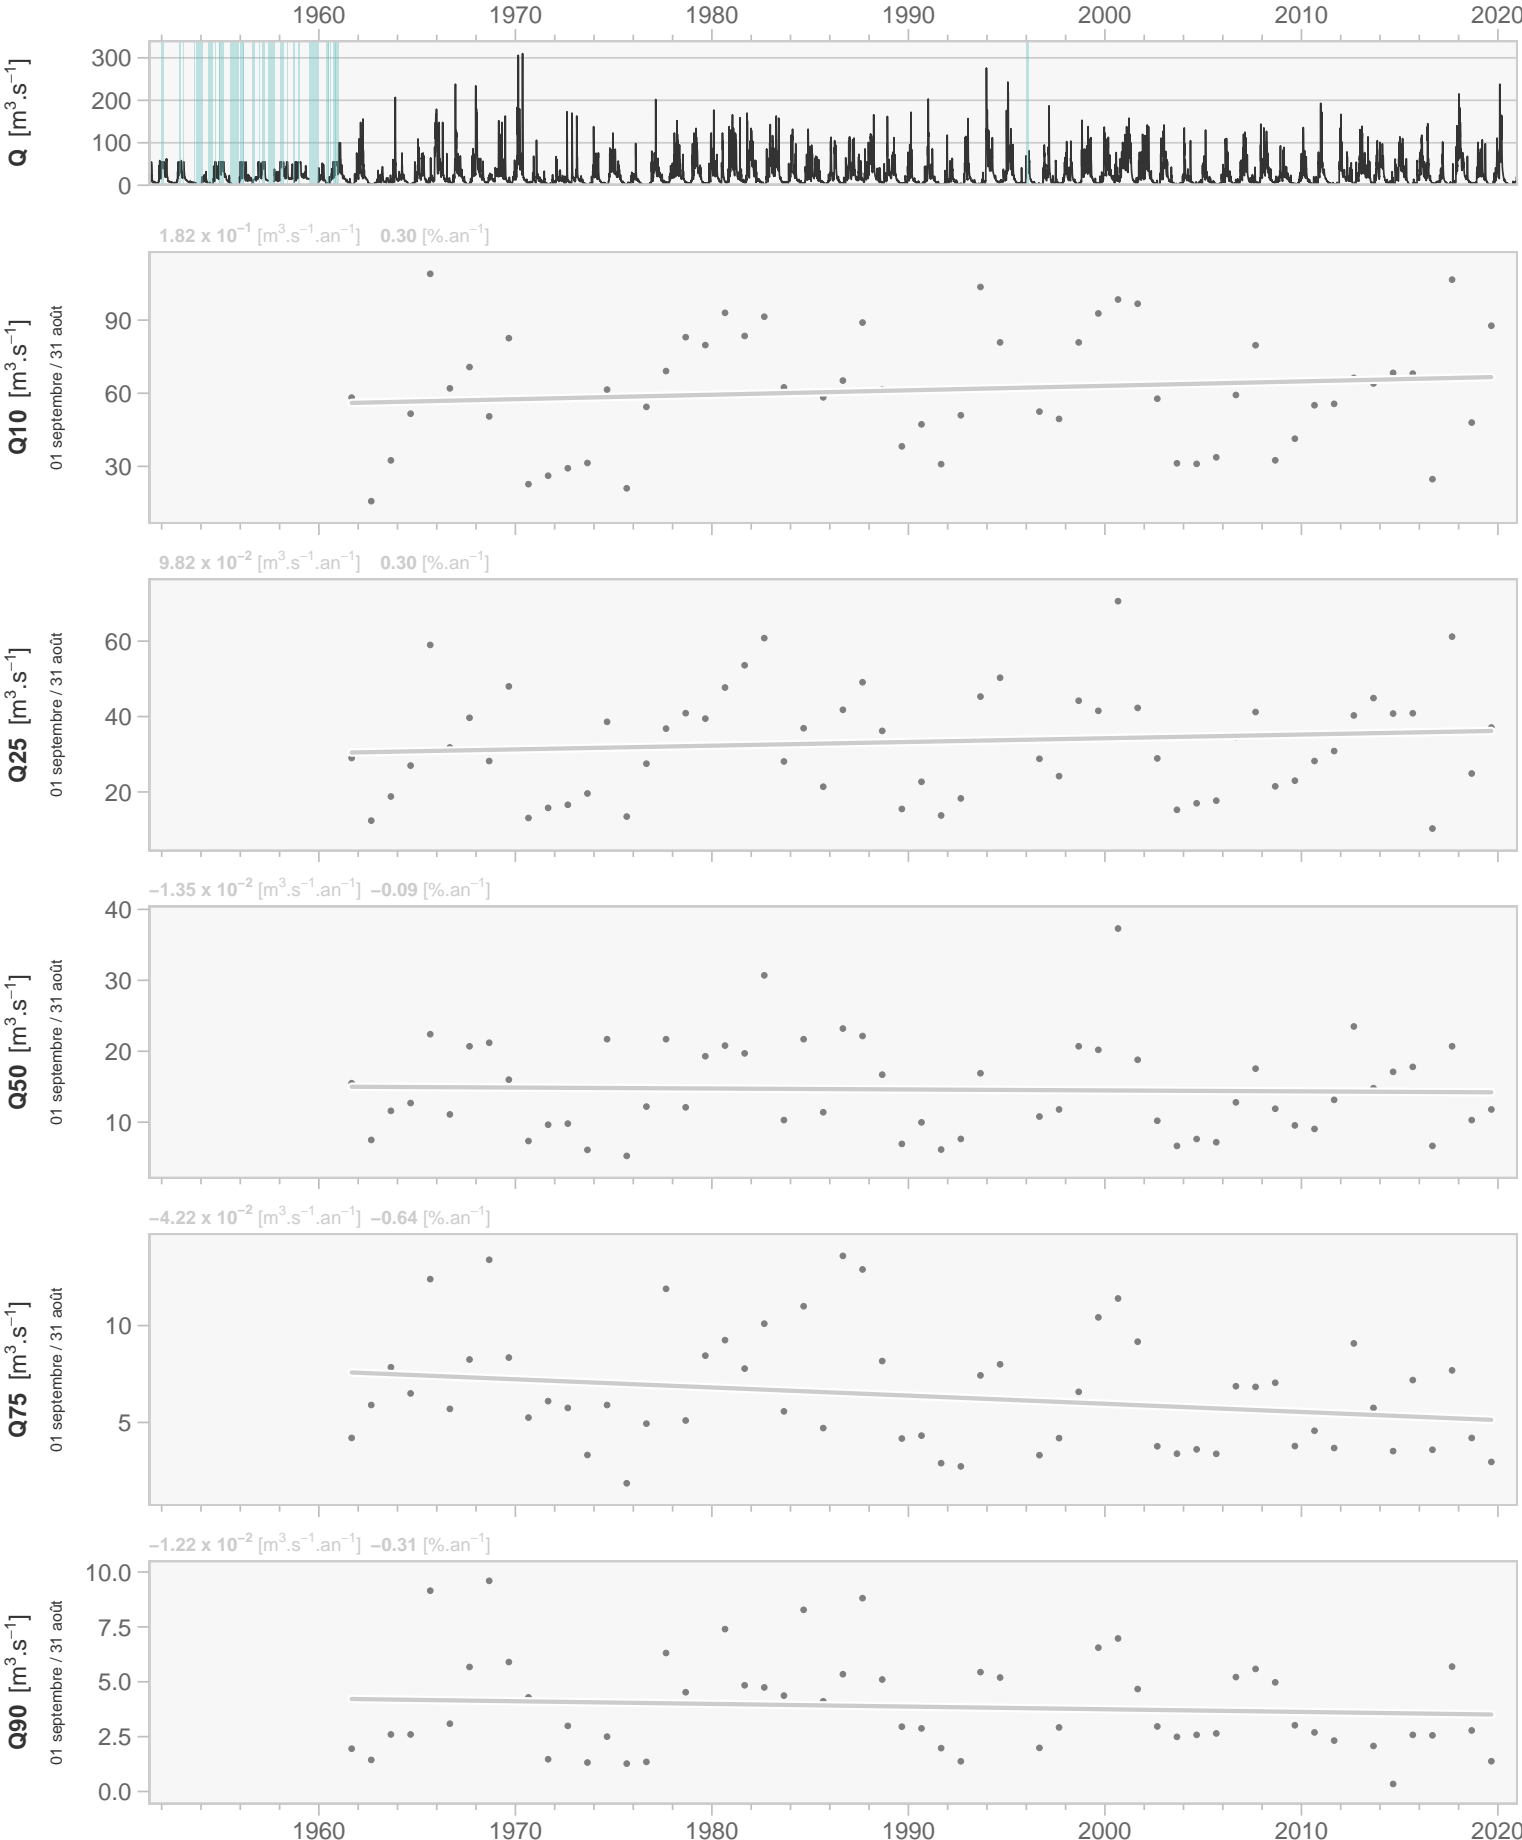 1960 1970 1980 1990 2000 2010 2020
Q [m³.s⁻¹]
300
200
100
0
1.82 x 10⁻¹ [m³.s⁻¹.an⁻¹] 0.30 [%.an⁻¹]
Q10 [m³.s⁻¹]
01 septembre / 31 août
90
60
30
9.82 x 10⁻² [m³.s⁻¹.an⁻¹] 0.30 [%.an⁻¹]
Q25 [m³.s⁻¹]
01 septembre / 31 août
60
40
20
−1.35 x 10⁻² [m³.s⁻¹.an⁻¹] −0.09 [%.an⁻¹]
Q50 [m³.s⁻¹]
01 septembre / 31 août
40
30
20
10
−4.22 x 10⁻² [m³.s⁻¹.an⁻¹] −0.64 [%.an⁻¹]
Q75 [m³.s⁻¹]
01 septembre / 31 août
10
5
−1.22 x 10⁻² [m³.s⁻¹.an⁻¹] −0.31 [%.an⁻¹]
Q90 [m³.s⁻¹]
01 septembre / 31 août
10.0
7.5
5.0
2.5
0.0
1960 1970 1980 1990 2000 2010 2020